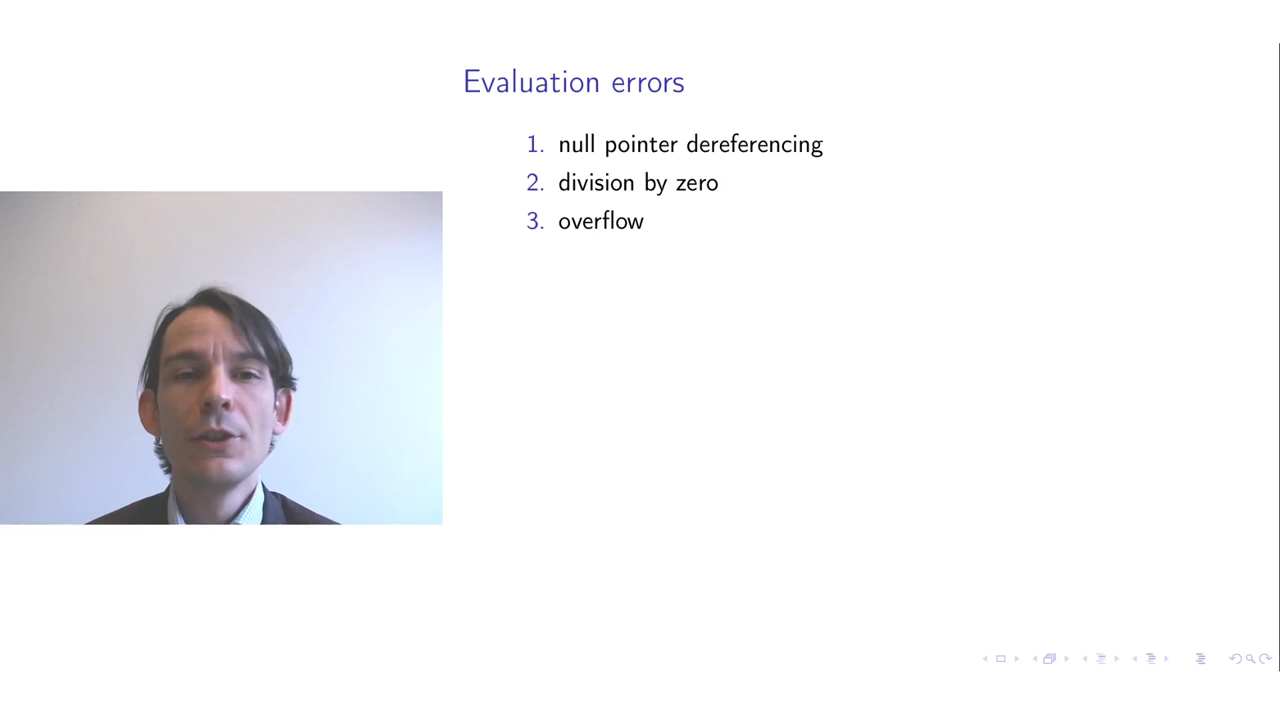 Evaluation errors
1. null pointer dereferencing
2. division by zero
3. overflow